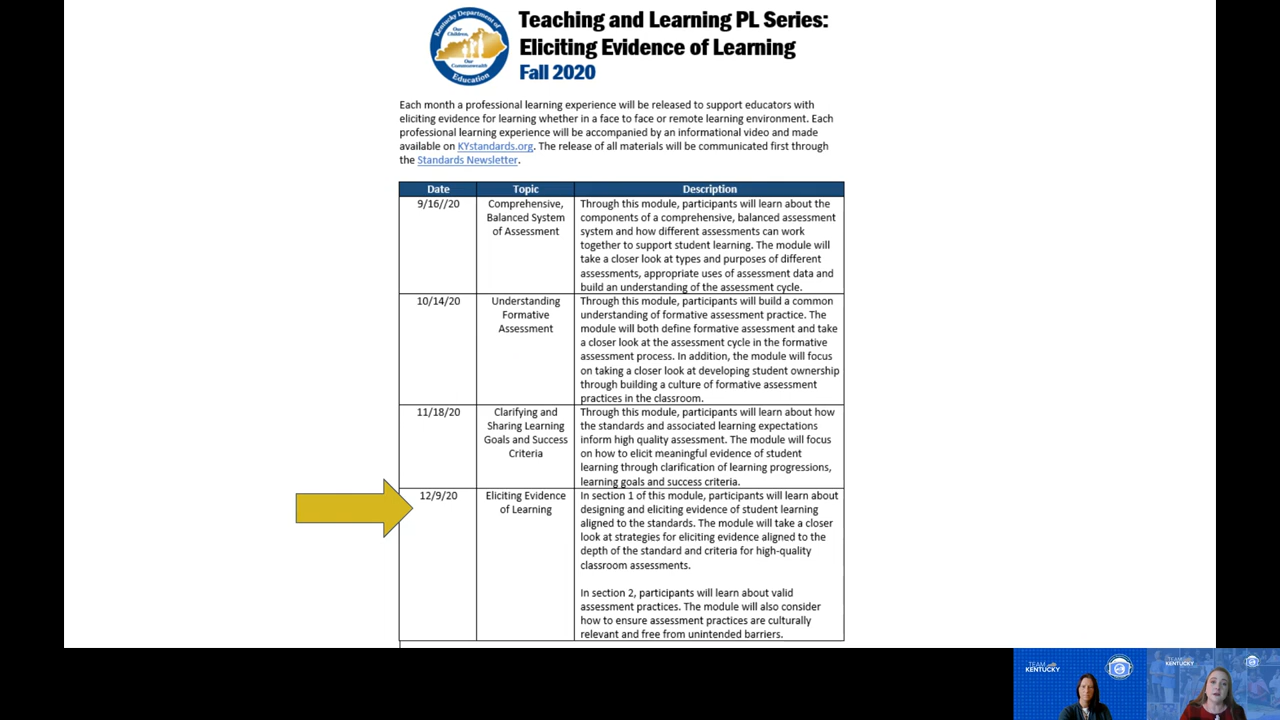 Kentucky Department of
Our
Children,
Our
Commonwealth
Education
Teaching and Learning PL Series:
Eliciting Evidence of Learning
Fall 2020
Each month a professional learning experience will be released to support educators with
eliciting evidence for learning whether in a face to face or remote learning environment. Each
professional learning experience will be accompanied by an informational video and made
available on KYstandards.org. The release of all materials will be communicated first through
the Standards Newsletter.
Date Topic Description
9/16//20
Comprehensive,
Balanced System
of Assessment
Through this module, participants will learn about the
components of a comprehensive, balanced assessment
system and how different assessments can work
together to support student learning. The module will
take a closer look at types and purposes of different
assessments, appropriate uses of assessment data and
build an understanding of the assessment cycle.
10/14/20
Understanding
Formative
Assessment
Through this module, participants will build a common
understanding of formative assessment practice. The
module will both define formative assessment and take
a closer look at the assessment cycle in the formative
assessment process. In addition, the module will focus
on taking a closer look at developing student ownership
through building a culture of formative assessment
practices in the classroom.
11/18/20
Clarifying and
Sharing Learning
Goals and Success
Criteria
Through this module, participants will learn about how
the standards and associated learning expectations
inform high quality assessment. The module will focus
on how to elicit meaningful evidence of student
learning through clarification of learning progressions,
learning goals and success criteria.
12/9/20
Eliciting Evidence
of Learning
In section 1 of this module, participants will learn about
designing and eliciting evidence of student learning
aligned to the standards. The module will take a closer
look at strategies for eliciting evidence aligned to the
depth of the standard and criteria for high-quality
classroom assessments.
In section 2, participants will learn about valid
assessment practices. The module will also consider
how to ensure assessment practices are culturally
relevant and free from unintended barriers.
TEAM
KENTUCKY
TEAM
KENTUCKY